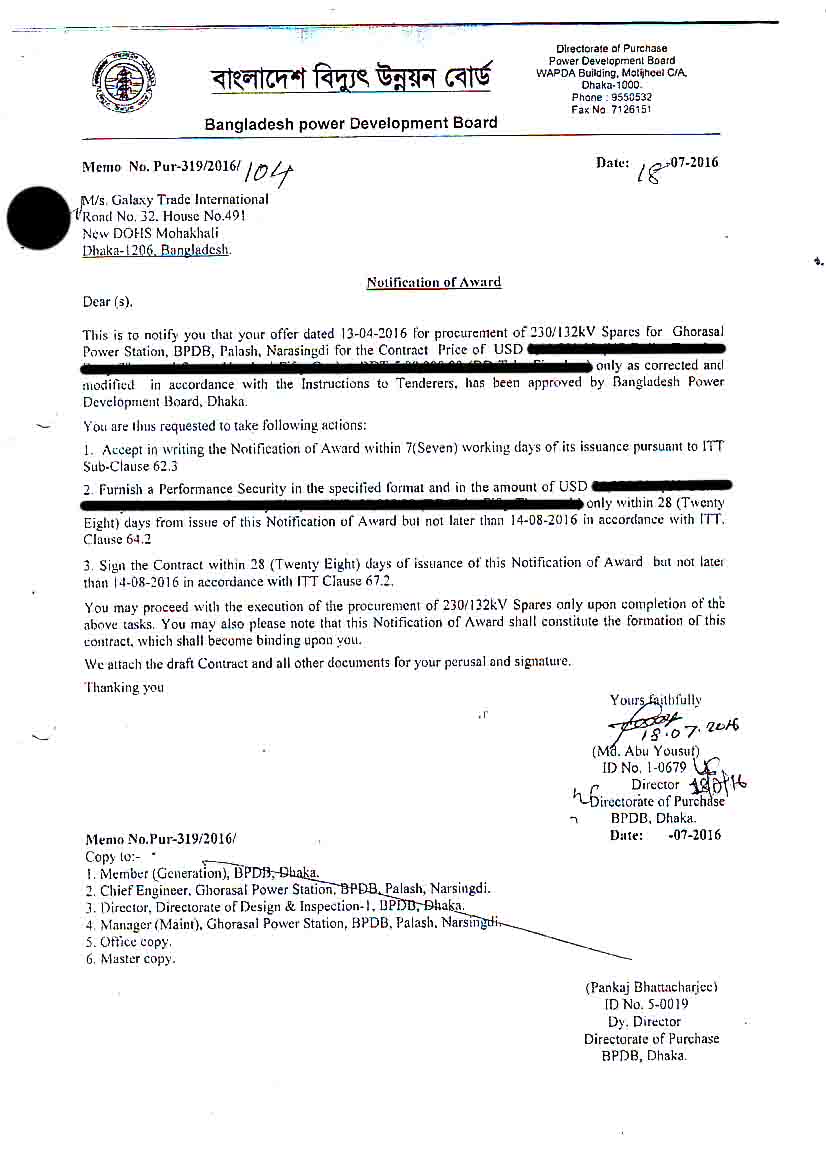 বাংলাদেশ বিদ্যুৎ উন্নয়ন বোর্ড
Bangladesh power Development Board
Directorate of Purchase
Power Development Board
WAPDA Building, Motijheel C/A,
Dhaka-1000.
Phone : 9550532
Fax No 7126151
Memo No. Pur-319/2016/ 104
Date: 18-07-2016
M/s. Galaxy Trade International
Road No. 32. House No.491
New DOHS Mohakhali
Dhaka-1206, Bangladesh.
Notification of Award
Dear (s),
This is to notify you that your offer dated 13-04-2016 for procurement of 230/132kV Spares for Ghorasal
Power Station, BPDB, Palash, Narasingdi for the Contract Price of USD
only as corrected and
modified in accordance with the Instructions to Tenderers, has been approved by Bangladesh Power
Development Board, Dhaka.
You are thus requested to take following actions:
1. Accept in writing the Notification of Award within 7(Seven) working days of its issuance pursuant to ITT
Sub-Clause 62.3
2. Furnish a Performance Security in the specified format and in the amount of USD
only within 28 (Twenty
Eight) days from issue of this Notification of Award but not later than 14-08-2016 in accordance with ITT.
Clause 64.2
3. Sign the Contract within 28 (Twenty Eight) days of issuance of this Notification of Award but not later
than 14-08-2016 in accordance with ITT Clause 67.2.
You may proceed with the execution of the procurement of 230/132kV Spares only upon completion of the
above tasks. You may also please note that this Notification of Award shall constitute the formation of this
contract, which shall become binding upon you.
We attach the draft Contract and all other documents for your perusal and signature.
Thanking you
Yours faithfully
18.07.2016
(Md. Abu Yousuf)
ID No. 1-0679
Director
Directorate of Purchase
BPDB, Dhaka.
Date: -07-2016
Memo No.Pur-319/2016/
Copy to:-
1. Member (Generation), BPDB, Dhaka.
2. Chief Engineer, Ghorasal Power Station, BPDB, Palash, Narsingdi.
3. Director, Directorate of Design & Inspection-1, BPDB, Dhaka.
4. Manager (Maint), Ghorasal Power Station, BPDB, Palash, Narsingdi.
5. Office copy.
6. Master copy.
(Pankaj Bhattacharjee)
ID No. 5-0019
Dy. Director
Directorate of Purchase
BPDB, Dhaka.